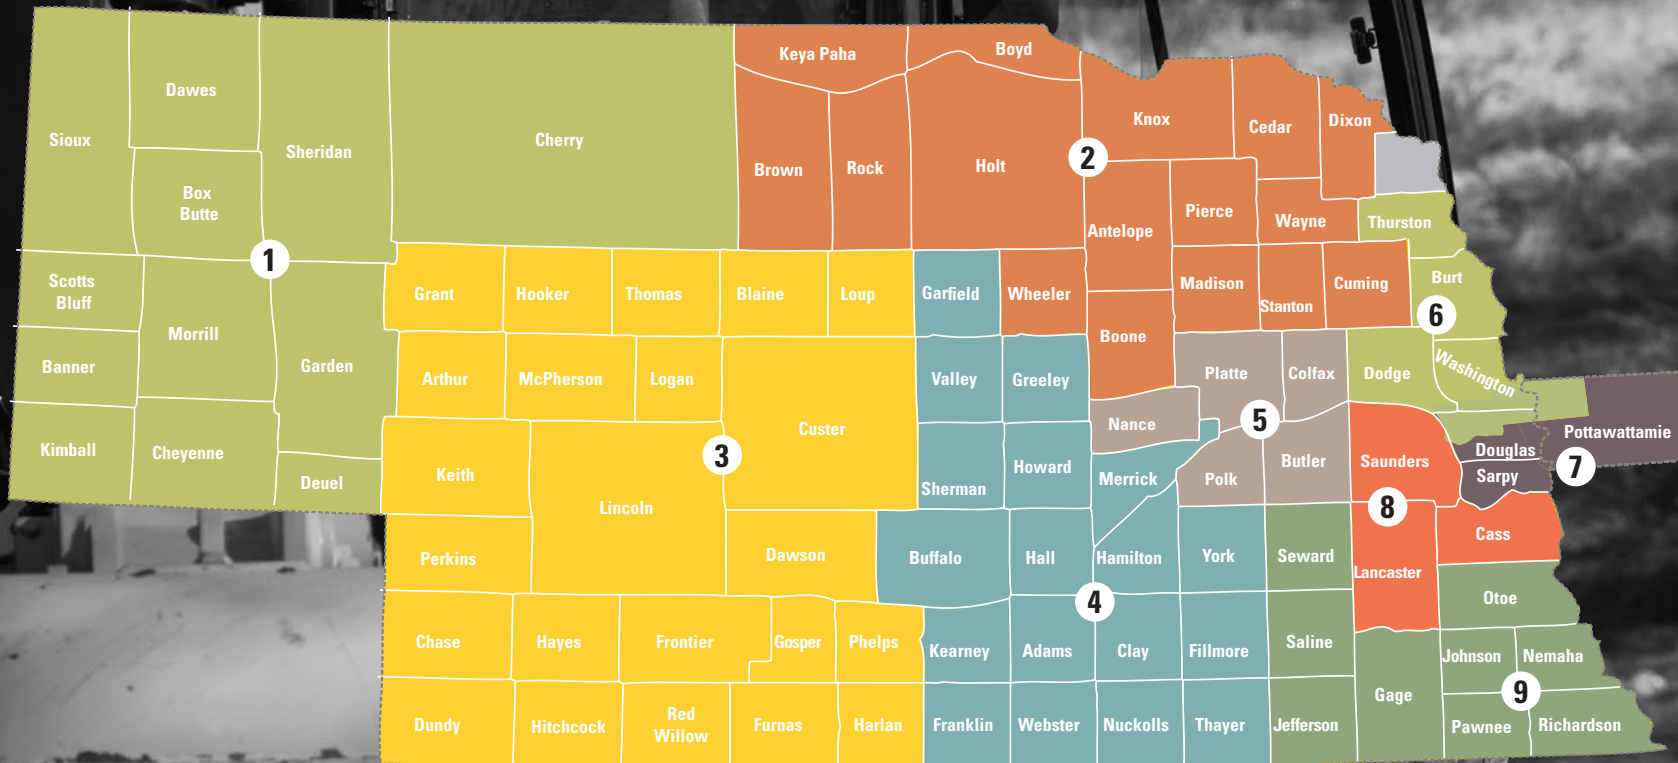 Keya Paha
Boyd
Dawes
Sioux
Sheridan
Cherry
Knox
Cedar
Dixon
Brown
Rock
Holt
2
Box
Butte
Pierce
Wayne
Thurston
Antelope
1
Scotts
Bluff
Grant
Hooker
Thomas
Blaine
Loup
Garfield
Wheeler
Madison
Stanton
Cuming
Burt
6
Morrill
Boone
Banner
Garden
Arthur
McPherson
Logan
Valley
Greeley
Platte
Colfax
Dodge
Washington
Kimball
Cheyenne
Custer
Nance
5
Pottawattamie
Douglas
7
Keith
3
Sherman
Howard
Merrick
Polk
Butler
Saunders
Sarpy
Deuel
Lincoln
8
Perkins
Dawson
Buffalo
Hall
Hamilton
York
Seward
Lancaster
Cass
4
Otoe
Chase
Hayes
Frontier
Gosper
Phelps
Kearney
Adams
Clay
Fillmore
Saline
Johnson
Nemaha
Gage
9
Dundy
Hitchcock
Red
Willow
Furnas
Harlan
Franklin
Webster
Nuckolls
Thayer
Jefferson
Pawnee
Richardson